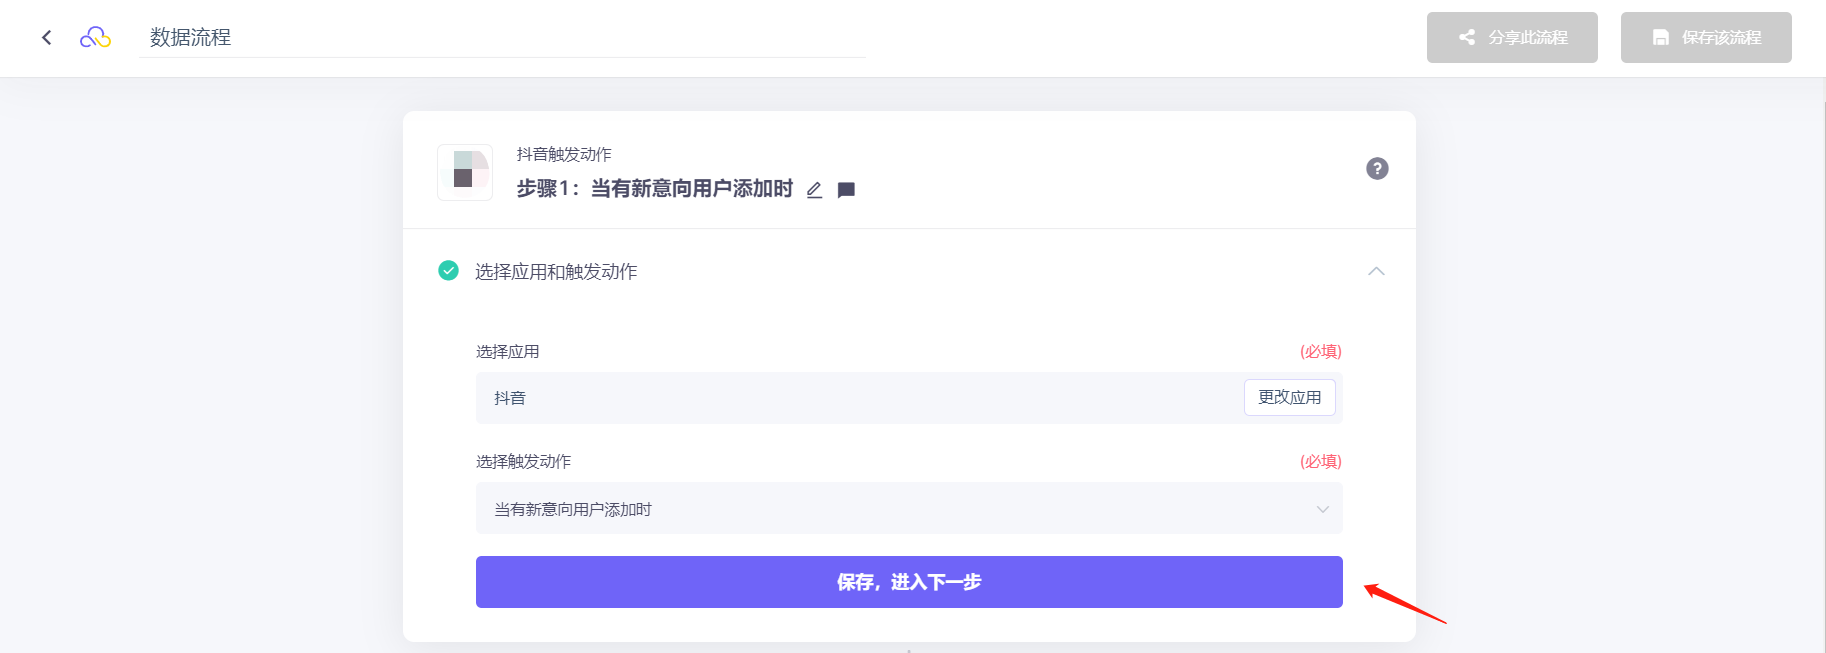 数据流程
分享此流程
保存该流程
抖音触发动作
步骤1：当有新意向用户添加时
?
选择应用和触发动作
选择应用
(必填)
抖音
更改应用
选择触发动作
(必填)
当有新意向用户添加时
保存，进入下一步